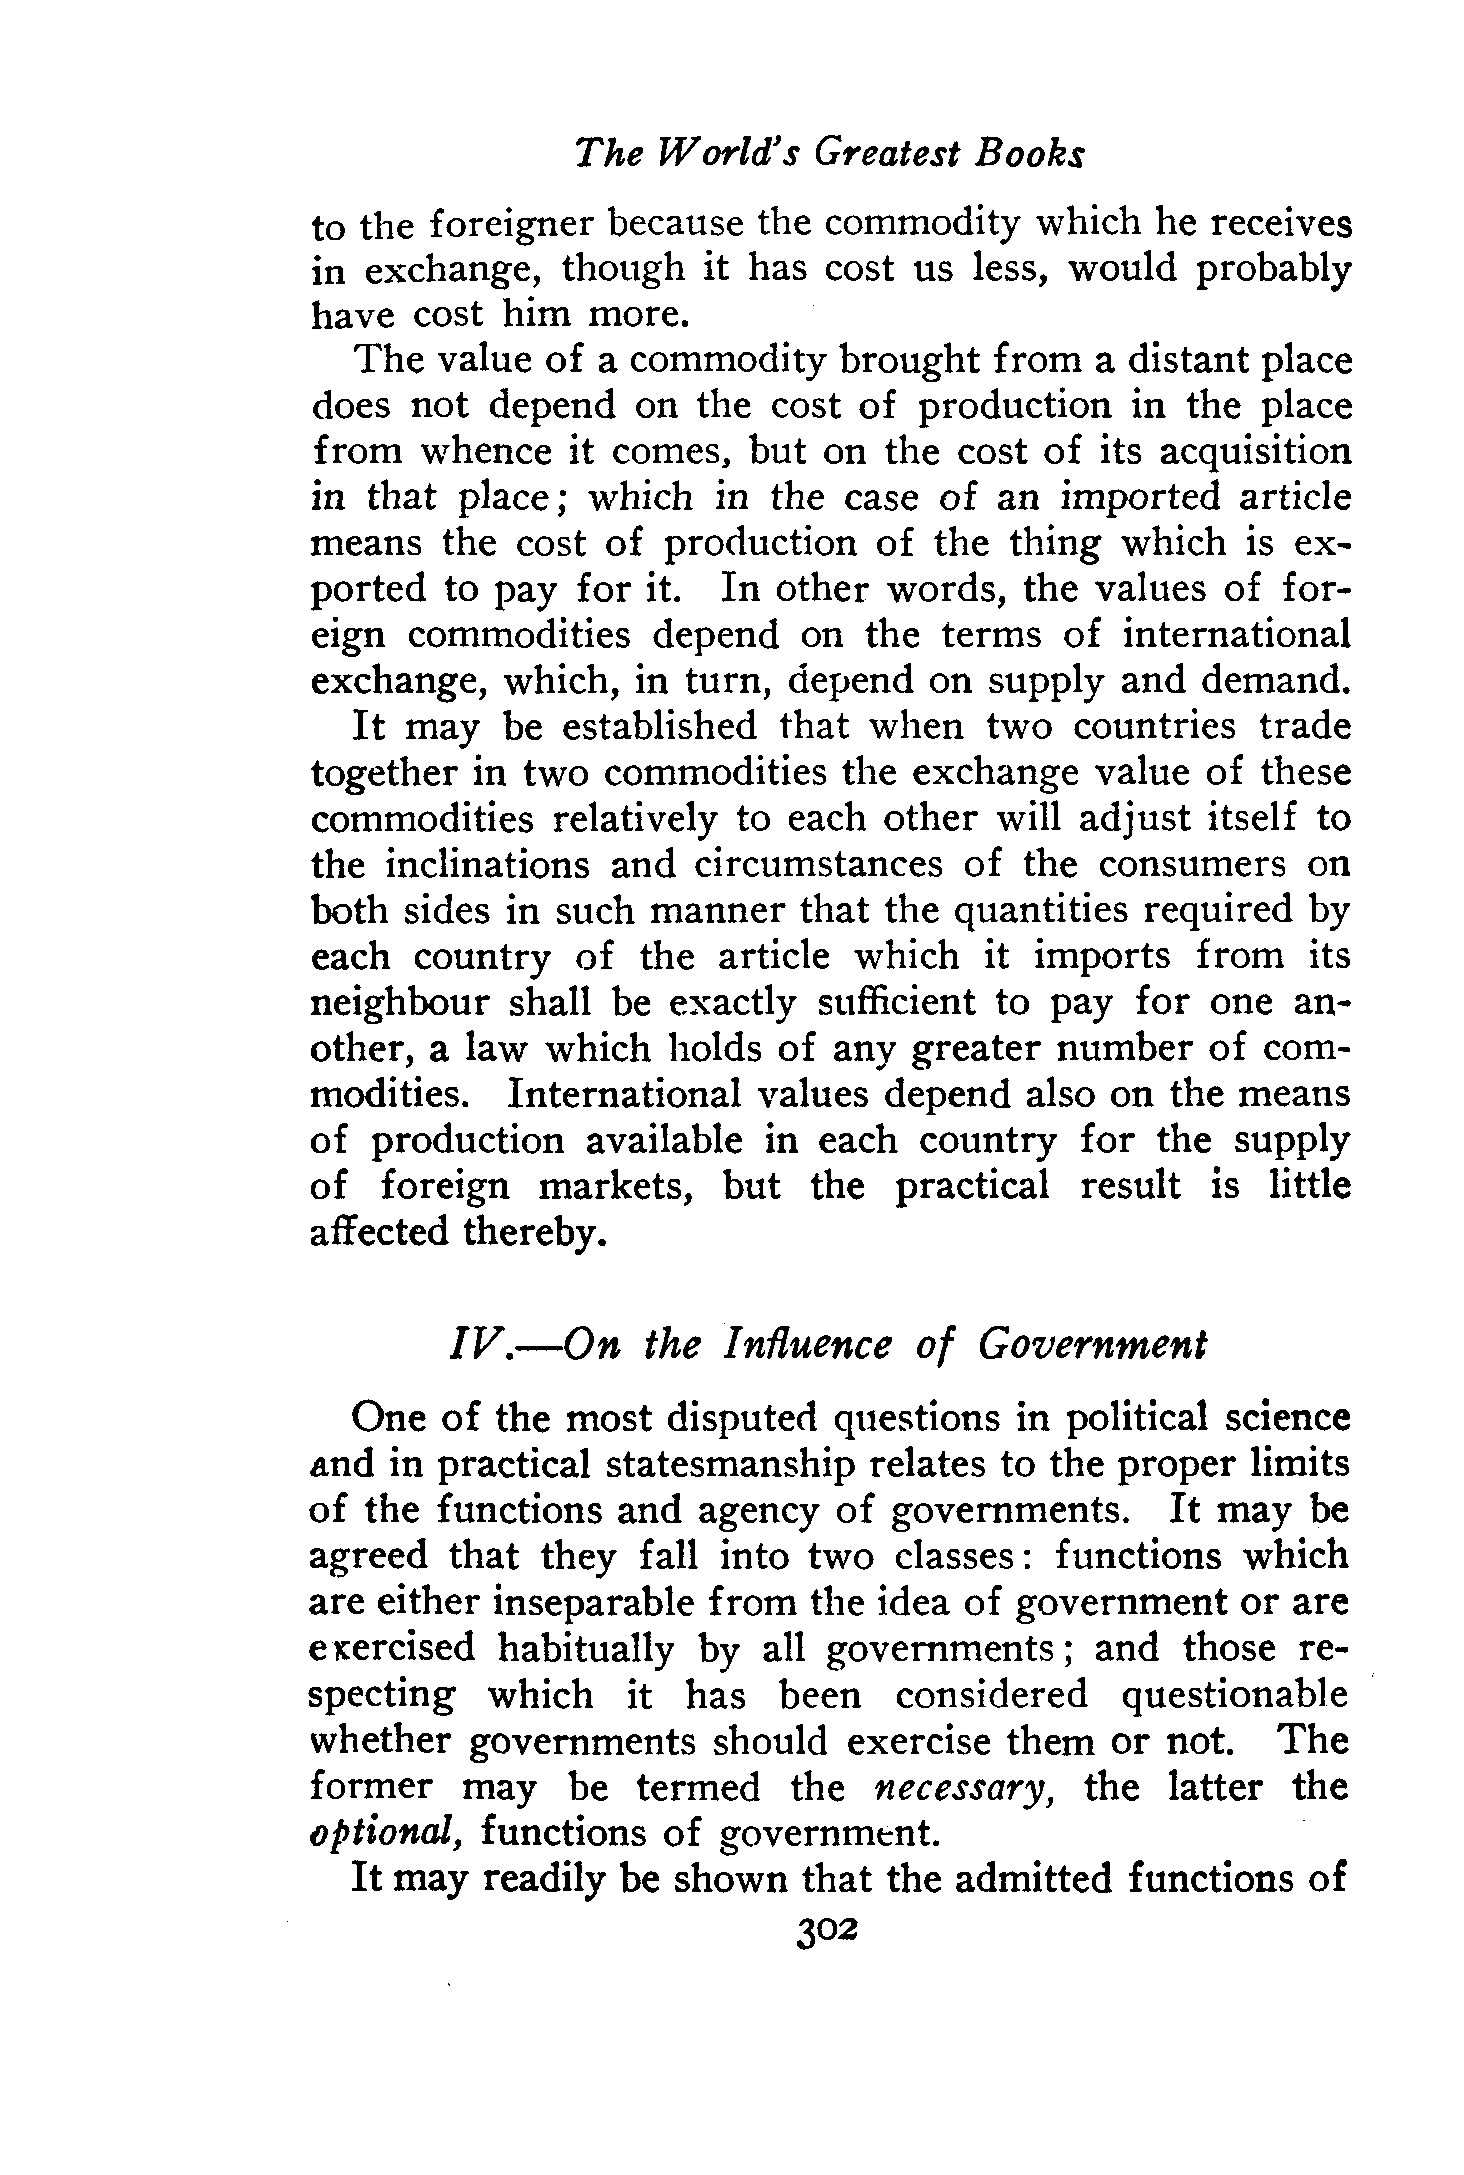 The World's Greatest Books
to the foreigner because the commodity which he receives
in exchange, though it has cost us less, would probably
have cost him more.
The value of a commodity brought from a distant place
does not depend on the cost of production in the place
from whence it comes, but on the cost of its acquisition
in that place; which in the case of an imported article
means the cost of production of the thing which is ex-
ported to pay for it. In other words, the values of for-
eign commodities depend on the terms of international
exchange, which, in turn, depend on supply and demand.
It may be established that when two countries trade
together in two commodities the exchange value of these
commodities relatively to each other will adjust itself to
the inclinations and circumstances of the consumers on
both sides in such manner that the quantities required by
each country of the article which it imports from its
neighbour shall be exactly sufficient to pay for one an-
other, a law which holds of any greater number of com-
modities. International values depend also on the means
of production available in each country for the supply
of foreign markets, but the practical result is little
affected thereby.
IV.—On the Influence of Government
One of the most disputed questions in political science
and in practical statesmanship relates to the proper limits
of the functions and agency of governments. It may be
agreed that they fall into two classes: functions which
are either inseparable from the idea of government or are
exercised habitually by all governments; and those re-
specting which it has been considered questionable
whether governments should exercise them or not. The
former may be termed the necessary, the latter the
optional, functions of government.
It may readily be shown that the admitted functions of
302